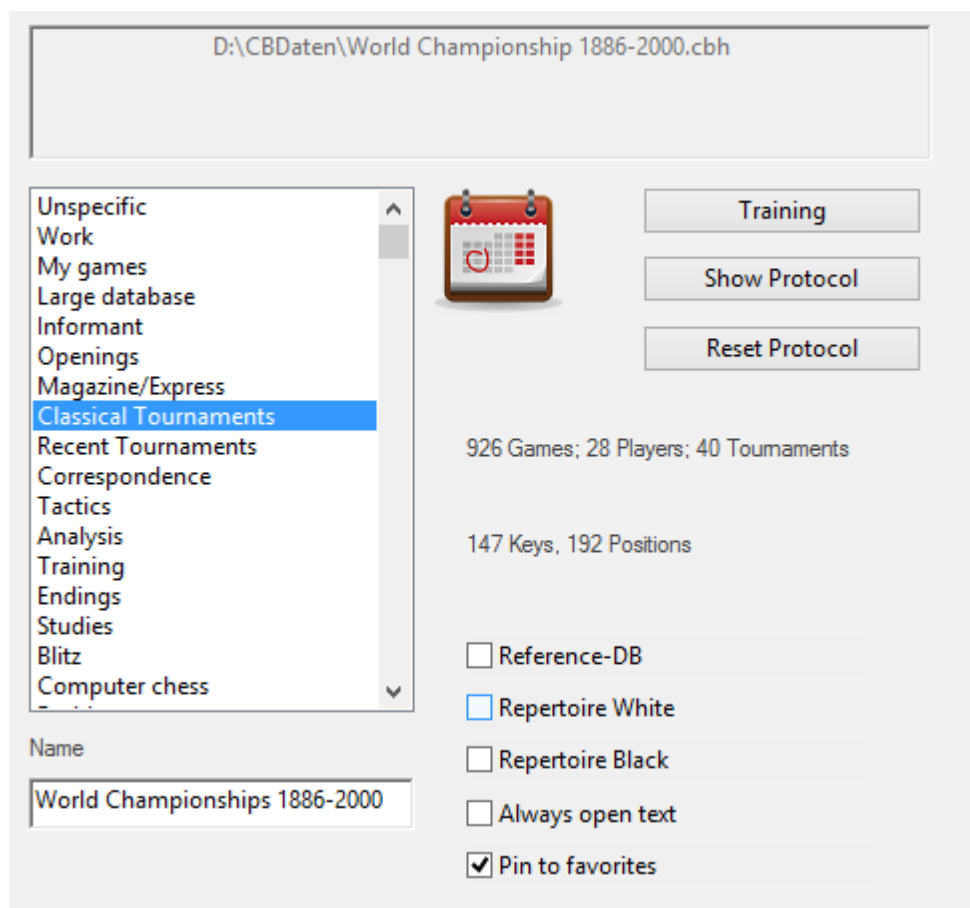 D:\CBDaten\World Championship 1886-2000.cbh
Unspecific
Work
My games
Large database
Informant
Openings
Magazine/Express
Classical Tournaments
Recent Tournaments
Correspondence
Tactics
Analysis
Training
Endings
Studies
Blitz
Computer chess
Name
World Championships 1886-2000
Training
Show Protocol
Reset Protocol
926 Games; 28 Players; 40 Tournaments
147 Keys, 192 Positions
Reference-DB
Repertoire White
Repertoire Black
Always open text
Pin to favorites